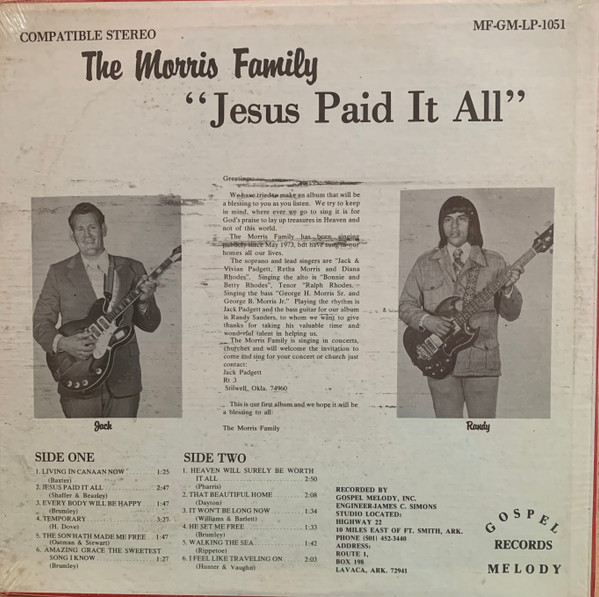 COMPATIBLE STEREO
MF-GM-LP-1051
The Morris Family
“Jesus Paid It All”
Greetings
We have tried to make an album that will be
a blessing to you as you listen. We try to keep
in mind, where ever we go to sing it is for
God's praise to lay up treasures in Heaven and
not of this world.
The Morris Family has been singing
publicly since May 1973, but have sung in our
homes all our lives.
The soprano and lead singers are "Jack &
Vivian Padgett, Retha Morris and Diana
Rhodes". Singing the alto is "Bonnie and
Betty Rhodes", Tenor "Ralph Rhodes.
Singing the bass "George H. Morris Sr. and
George B. Morris Jr." Playing the rhythm is
Jack Padgett and the bass guitar for our album
is Randy Sanders, to whom we want to give
thanks for taking his valuable time and
wonderful talent in helping us.
The Morris Family is singing in concerts,
churches and will welcome the invitation to
come and sing for your concert or church just
contact:
Jack Padgett
Rt 3
Stilwell, Okla. 74960
This is our first album and we hope it will be
a blessing to all
The Morris Family
Jack
Randy
SIDE ONE
1. LIVING IN CANAAN NOW 1:25
(Baxter)
2. JESUS PAID IT ALL 2:47
(Shaffer & Beasley)
3. EVERY BODY WILL BE HAPPY 1:47
(Brumley)
4. TEMPORARY 3:27
(H. Dove)
5. THE SON HATH MADE ME FREE 1:47
(Oatman & Stewart)
6. AMAZING GRACE THE SWEETEST
SONG I KNOW 1:27
(Brumley)
SIDE TWO
1. HEAVEN WILL SURELY BE WORTH
IT ALL 2:50
(Pharris)
2. THAT BEAUTIFUL HOME 2:08
(Dayton)
3. IT WON'T BE LONG NOW 1:34
(Williams & Barlett)
4. HE SET ME FREE 1:33
(Brumley)
5. WALKING THE SEA 1:42
(Rippetoe)
6. I FEEL LIKE TRAVELING ON 2:03
(Hunter & Vaughn)
RECORDED BY
GOSPEL MELODY, INC.
ENGINEER-JAMES C. SIMONS
STUDIO LOCATED:
HIGHWAY 22
10 MILES EAST OF FT. SMITH, ARK.
PHONE (501) 452-3440
ADDRESS:
ROUTE 1,
BOX 198
LAVACA, ARK. 72941
GOSPEL
RECORDS
MELODY